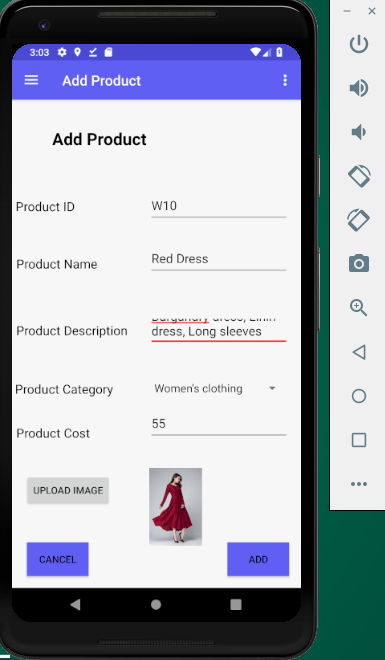 3:03
Add Product
Add Product
Product ID
W10
Product Name
Red Dress
Product Description
dress, Long sleeves
Product Category
Women's clothing
Product Cost
55
UPLOAD IMAGE
CANCEL
ADD